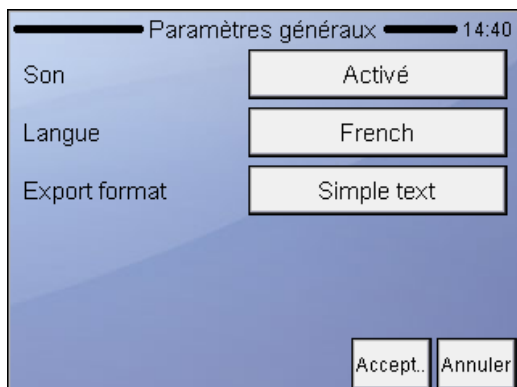 Paramètres généraux 14:40
Son Activé
Langue French
Export format Simple text
Accept.. Annuler